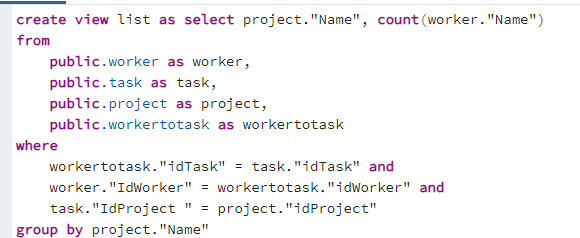 create view list as select project."Name", count(worker."Name")
from
    public.worker as worker,
    public.task as task,
    public.project as project,
    public.workertotask as workertotask
where
    workertotask."idTask" = task."idTask" and
    worker."IdWorker" = workertotask."idWorker" and
    task."IdProject " = project."idProject"
group by project."Name"